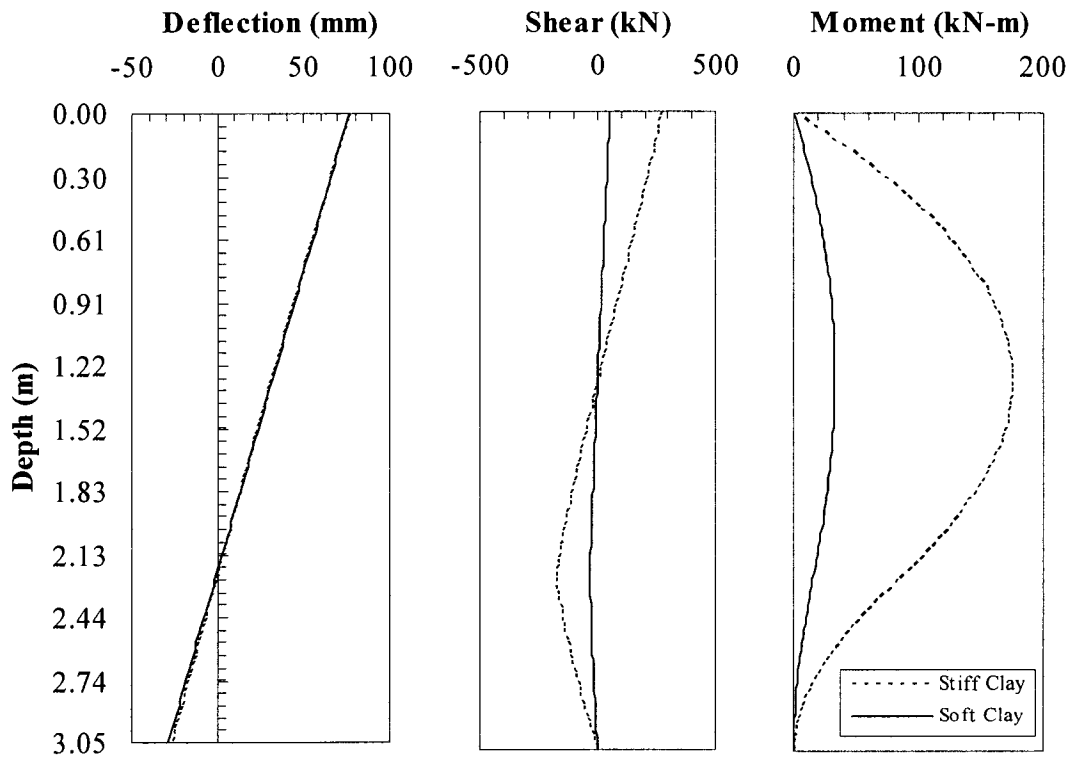 Deflection (mm)
-50 0 50 100
Shear (kN)
-500 0 500
Moment (kN-m)
0 100 200
Depth (m)
0.00
0.30
0.61
0.91
1.22
1.52
1.83
2.13
2.44
2.74
3.05
Stiff Clay
Soft Clay